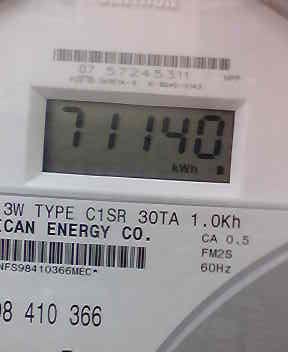 07 57245311
71140
kWh
3W TYPE C1SR 30TA 1.0Kh
ICAN ENERGY CO.
CA 0.5
FM2S
NFS98410366MEC*
60Hz
98 410 366